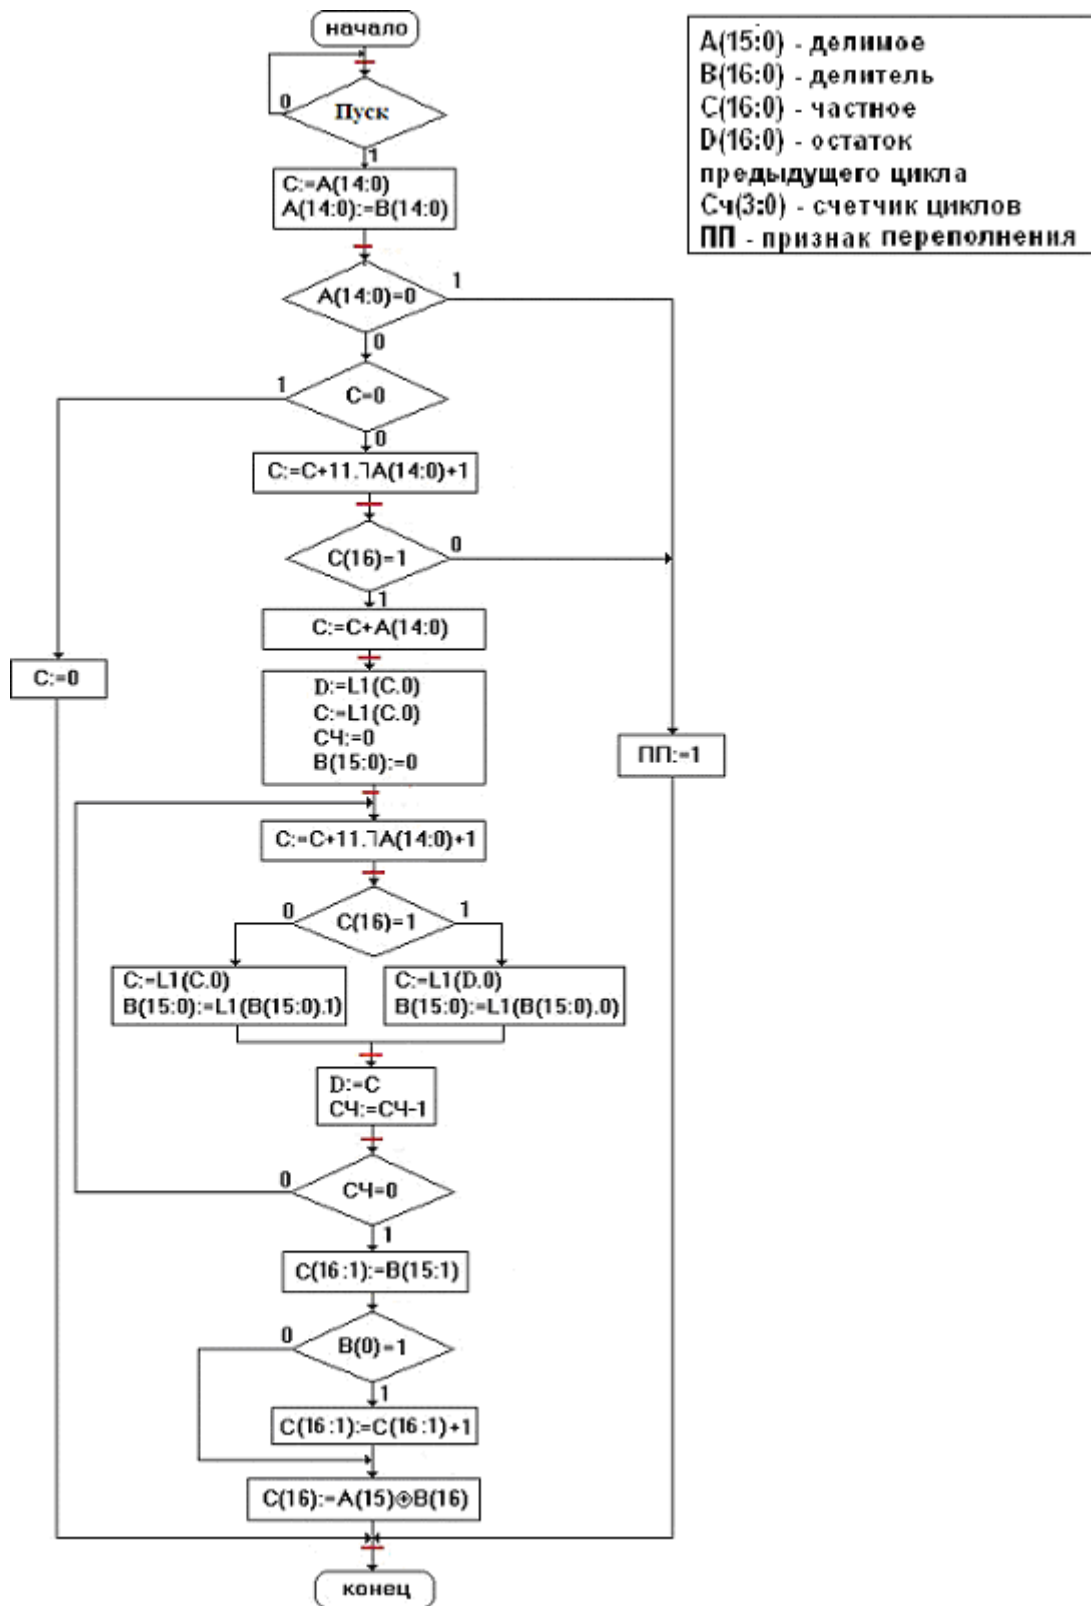 начало
A(15:0) - делимое
B(16:0) - делитель
C(16:0) - частное
D(16:0) - остаток
предыдущего цикла
Сч(3:0) - счетчик циклов
ПП - признак переполнения
0
Пуск
1
C:=A(14:0)
A(14:0):=B(14:0)
A(14:0)=0
1
0
1
C=0
0
C:=C+11.ךA(14:0)+1
C(16)=1
0
1
C:=C+A(14:0)
C:=0
D:=L1(C.0)
C:=L1(C.0)
СЧ:=0
B(15:0):=0
ПП:=1
C:=C+11.ךA(14:0)+1
0
C(16)=1
1
C:=L1(C.0)
B(15:0):=L1(B(15:0).1)
C:=L1(D.0)
B(15:0):=L1(B(15:0).0)
D:=C
СЧ:=СЧ-1
0
СЧ=0
1
C(16:1):=B(15:1)
0
B(0)=1
1
C(16:1):=C(16:1)+1
C(16):=A(15)⊕B(16)
конец